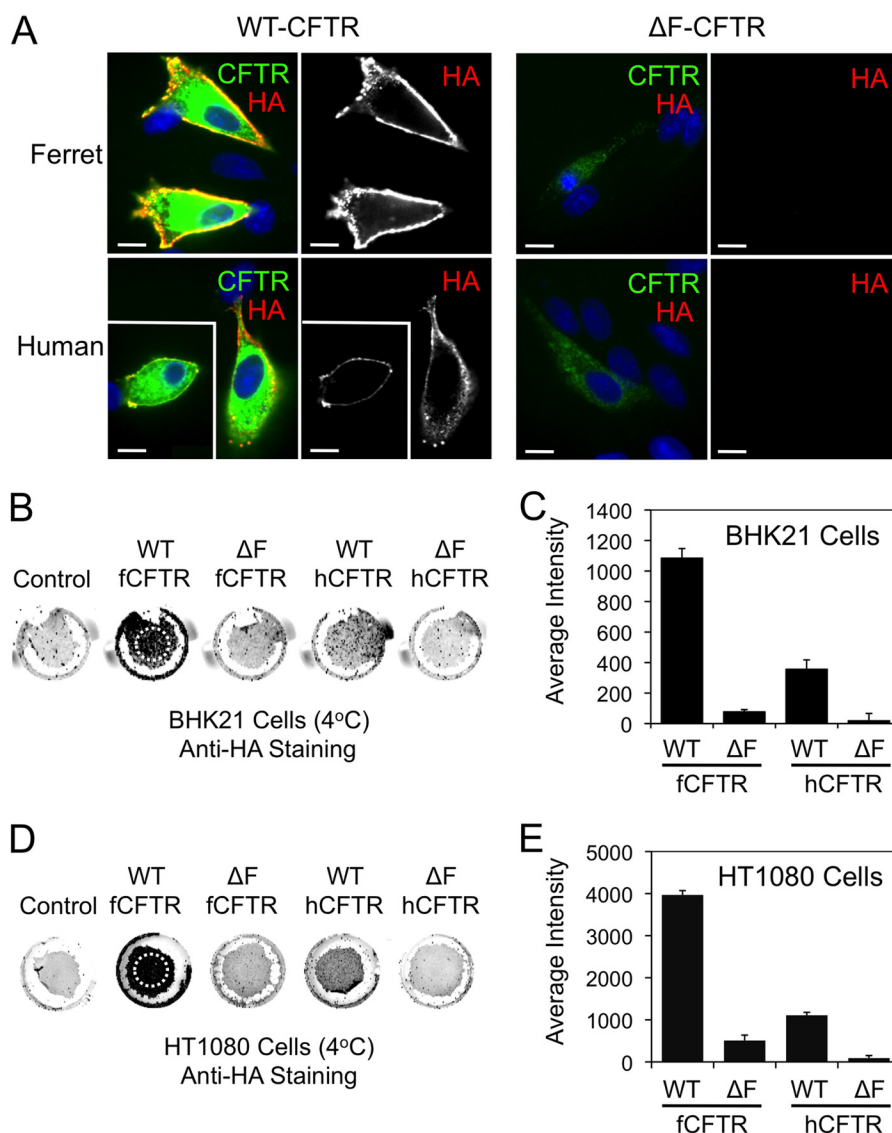 A
WT-CFTR
ΔF-CFTR
Ferret
CFTR
HA
HA
CFTR
HA
HA
Human
CFTR
HA
HA
CFTR
HA
HA
B
Control
WT
fCFTR
ΔF
fCFTR
WT
hCFTR
ΔF
hCFTR
BHK21 Cells (4ºC)
Anti-HA Staining
C
BHK21 Cells
Average Intensity
1400
1200
1000
800
600
400
200
0
WT ΔF WT ΔF
fCFTR hCFTR
D
Control
WT
fCFTR
ΔF
fCFTR
WT
hCFTR
ΔF
hCFTR
HT1080 Cells (4ºC)
Anti-HA Staining
E
HT1080 Cells
Average Intensity
5000
4000
3000
2000
1000
0
WT ΔF WT ΔF
fCFTR hCFTR